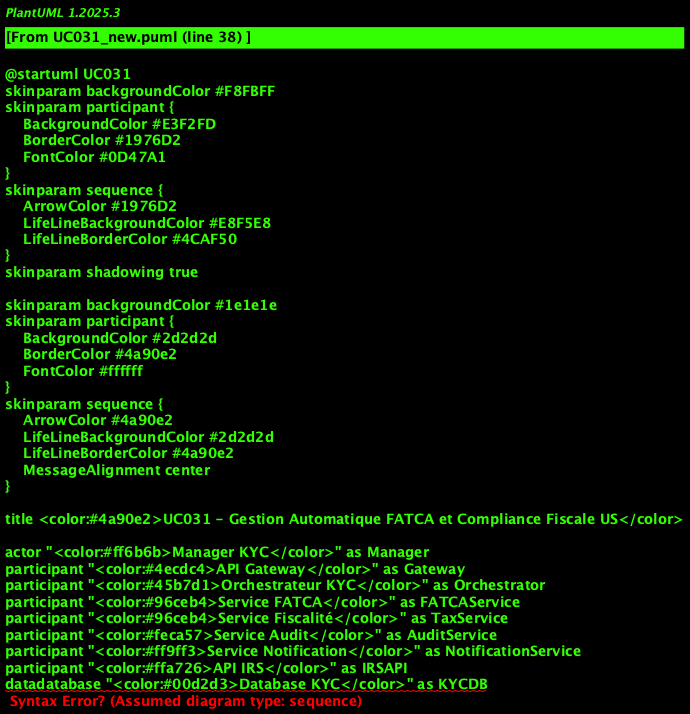 PlantUML 1.2025.3
[From UC031_new.puml (line 38) ]
@startuml UC031
skinparam backgroundColor #F8FBFF
skinparam participant {
BackgroundColor #E3F2FD
BorderColor #1976D2
FontColor #0D47A1
}
skinparam sequence {
ArrowColor #1976D2
LifeLineBackgroundColor #E8F5E8
LifeLineBorderColor #4CAF50
}
skinparam shadowing true
skinparam backgroundColor #1e1e1e
skinparam participant {
BackgroundColor #2d2d2d
BorderColor #4a90e2
FontColor #ffffff
}
skinparam sequence {
ArrowColor #4a90e2
LifeLineBackgroundColor #2d2d2d
LifeLineBorderColor #4a90e2
MessageAlignment center
}
title <color:#4a90e2>UC031 – Gestion Automatique FATCA et Compliance Fiscale US</color>
actor "<color:#ff6b6b>Manager KYC</color>" as Manager
participant "<color:#4ecdc4>API Gateway</color>" as Gateway
participant "<color:#45b7d1>Orchestrateur KYC</color>" as Orchestrator
participant "<color:#96ceb4>Service FATCA</color>" as FATCAService
participant "<color:#96ceb4>Service Fiscalité</color>" as TaxService
participant "<color:#feca57>Service Audit</color>" as AuditService
participant "<color:#ff9ff3>Service Notification</color>" as NotificationService
participant "<color:#ffa726>API IRS</color>" as IRSAPI
datadatabase "<color:#00d2d3>Database KYC</color>" as KYCDB
Syntax Error? (Assumed diagram type: sequence)